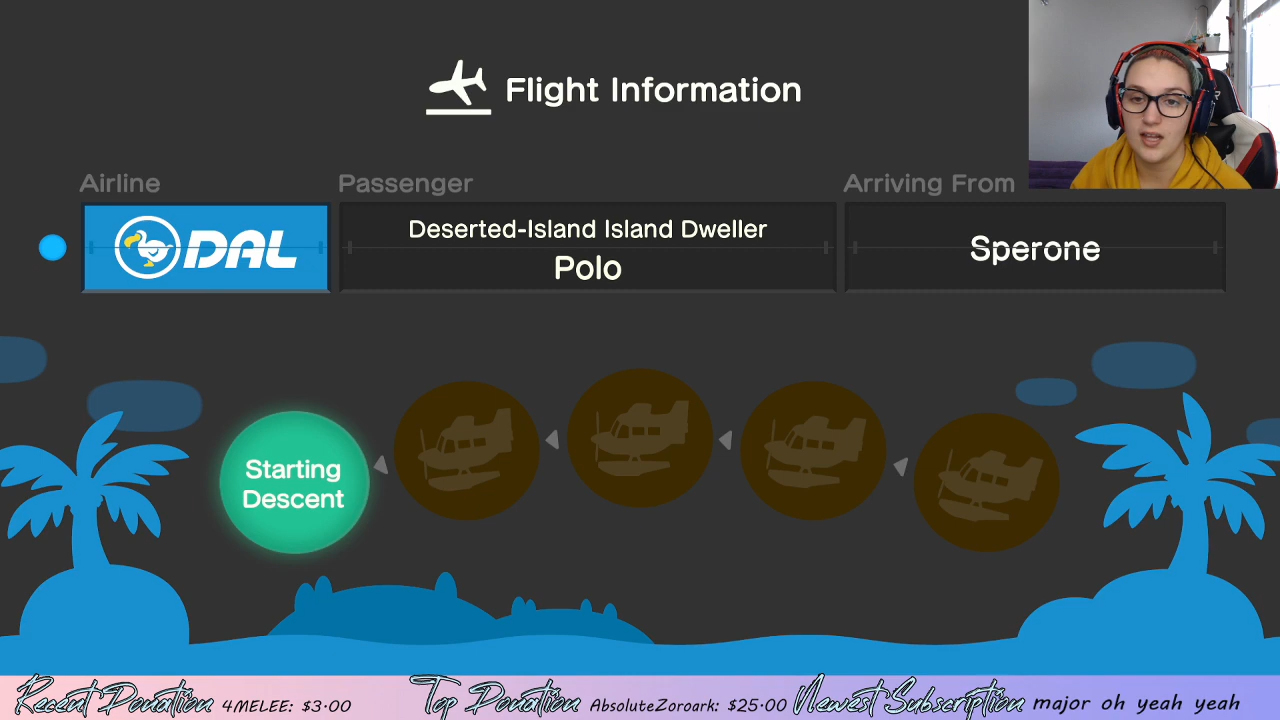 Flight Information
Airline
Passenger
Arriving From
DAL
Deserted-Island Island Dweller
Polo
Sperone
Starting
Descent
Recent Donation 4MELEE: $3.00
Top Donation AbsoluteZoroark: $25.00
Newest Subscription major oh yeah yeah